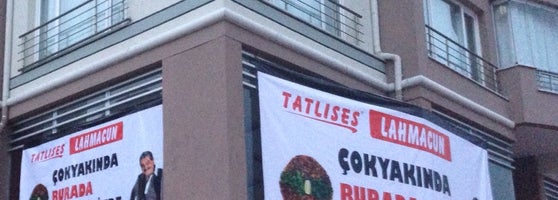 TATLISES LAHMACUN
ÇOKYAKINDA
BURADA
TATLISES LAHMACUN
ÇOKYAKINDA